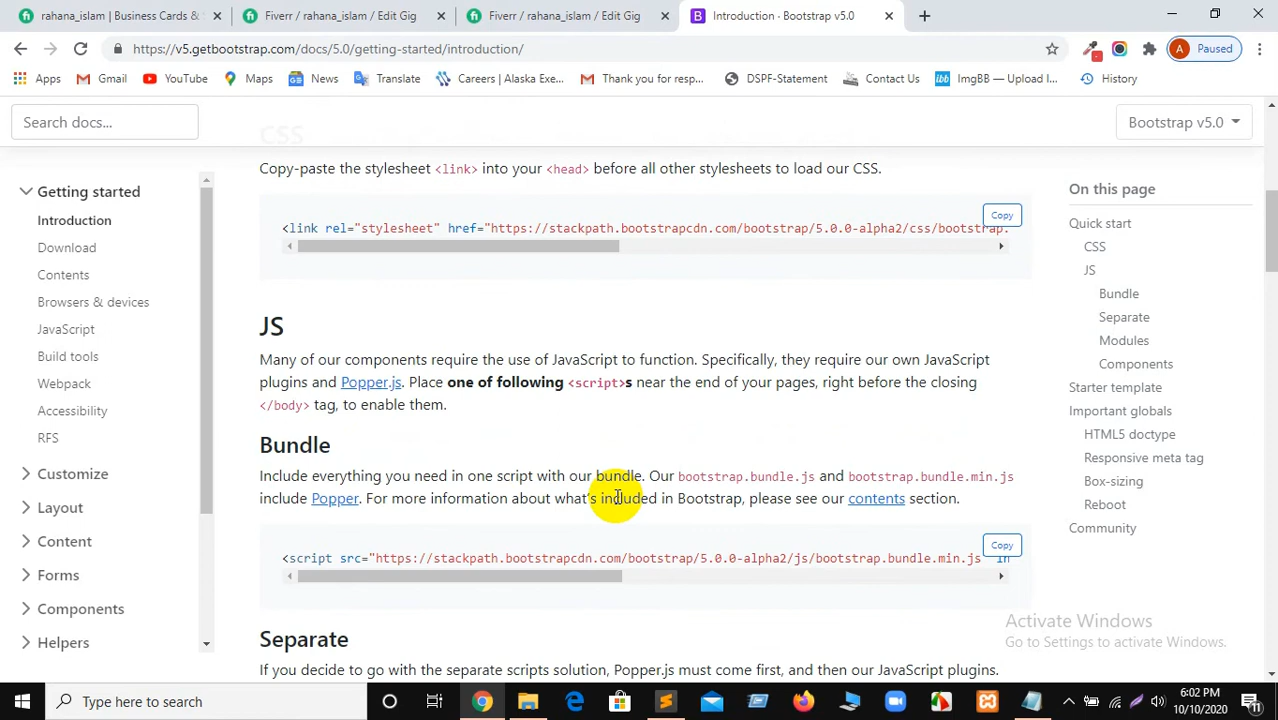 rahana_islam | Business Cards &
Fiverr / rahana_islam / Edit Gig
Fiverr / rahana_islam / Edit Gig
Introduction · Bootstrap v5.0
https://v5.getbootstrap.com/docs/5.0/getting-started/introduction/
A Paused
Apps
Gmail
YouTube
Maps
News
Translate
Careers | Alaska Exe...
Thank you for resp...
DSPF-Statement
Contact Us
ImgBB — Upload I...
History
Search docs...
Bootstrap v5.0
Getting started
Introduction
Download
Contents
Browsers & devices
JavaScript
Build tools
Webpack
Accessibility
RFS
Customize
Layout
Content
Forms
Components
Helpers
CSS
Copy-paste the stylesheet <link> into your <head> before all other stylesheets to load our CSS.
Copy
<link rel="stylesheet" href="https://stackpath.bootstrapcdn.com/bootstrap/5.0.0-alpha2/css/bootstrap.
JS
Many of our components require the use of JavaScript to function. Specifically, they require our own JavaScript
plugins and Popper.js. Place one of following <script>s near the end of your pages, right before the closing
</body> tag, to enable them.
Bundle
Include everything you need in one script with our bundle. Our bootstrap.bundle.js and bootstrap.bundle.min.js
include Popper. For more information about what's included in Bootstrap, please see our contents section.
Copy
<script src="https://stackpath.bootstrapcdn.com/bootstrap/5.0.0-alpha2/js/bootstrap.bundle.min.js" in
Separate
If you decide to go with the separate scripts solution, Popper.js must come first, and then our JavaScript plugins.
On this page
Quick start
CSS
JS
Bundle
Separate
Modules
Components
Starter template
Important globals
HTML5 doctype
Responsive meta tag
Box-sizing
Reboot
Community
Activate Windows
Go to Settings to activate Windows.
Type here to search
6:02 PM
10/10/2020
11